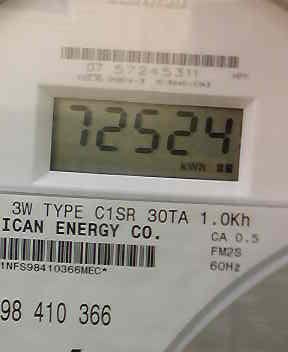 07 57245311
72524
kWh
3W TYPE C1SR 30TA 1.0Kh
ICAN ENERGY CO. CA 0.5
FM2S
1NFS98410366MEC* 60Hz
98 410 366